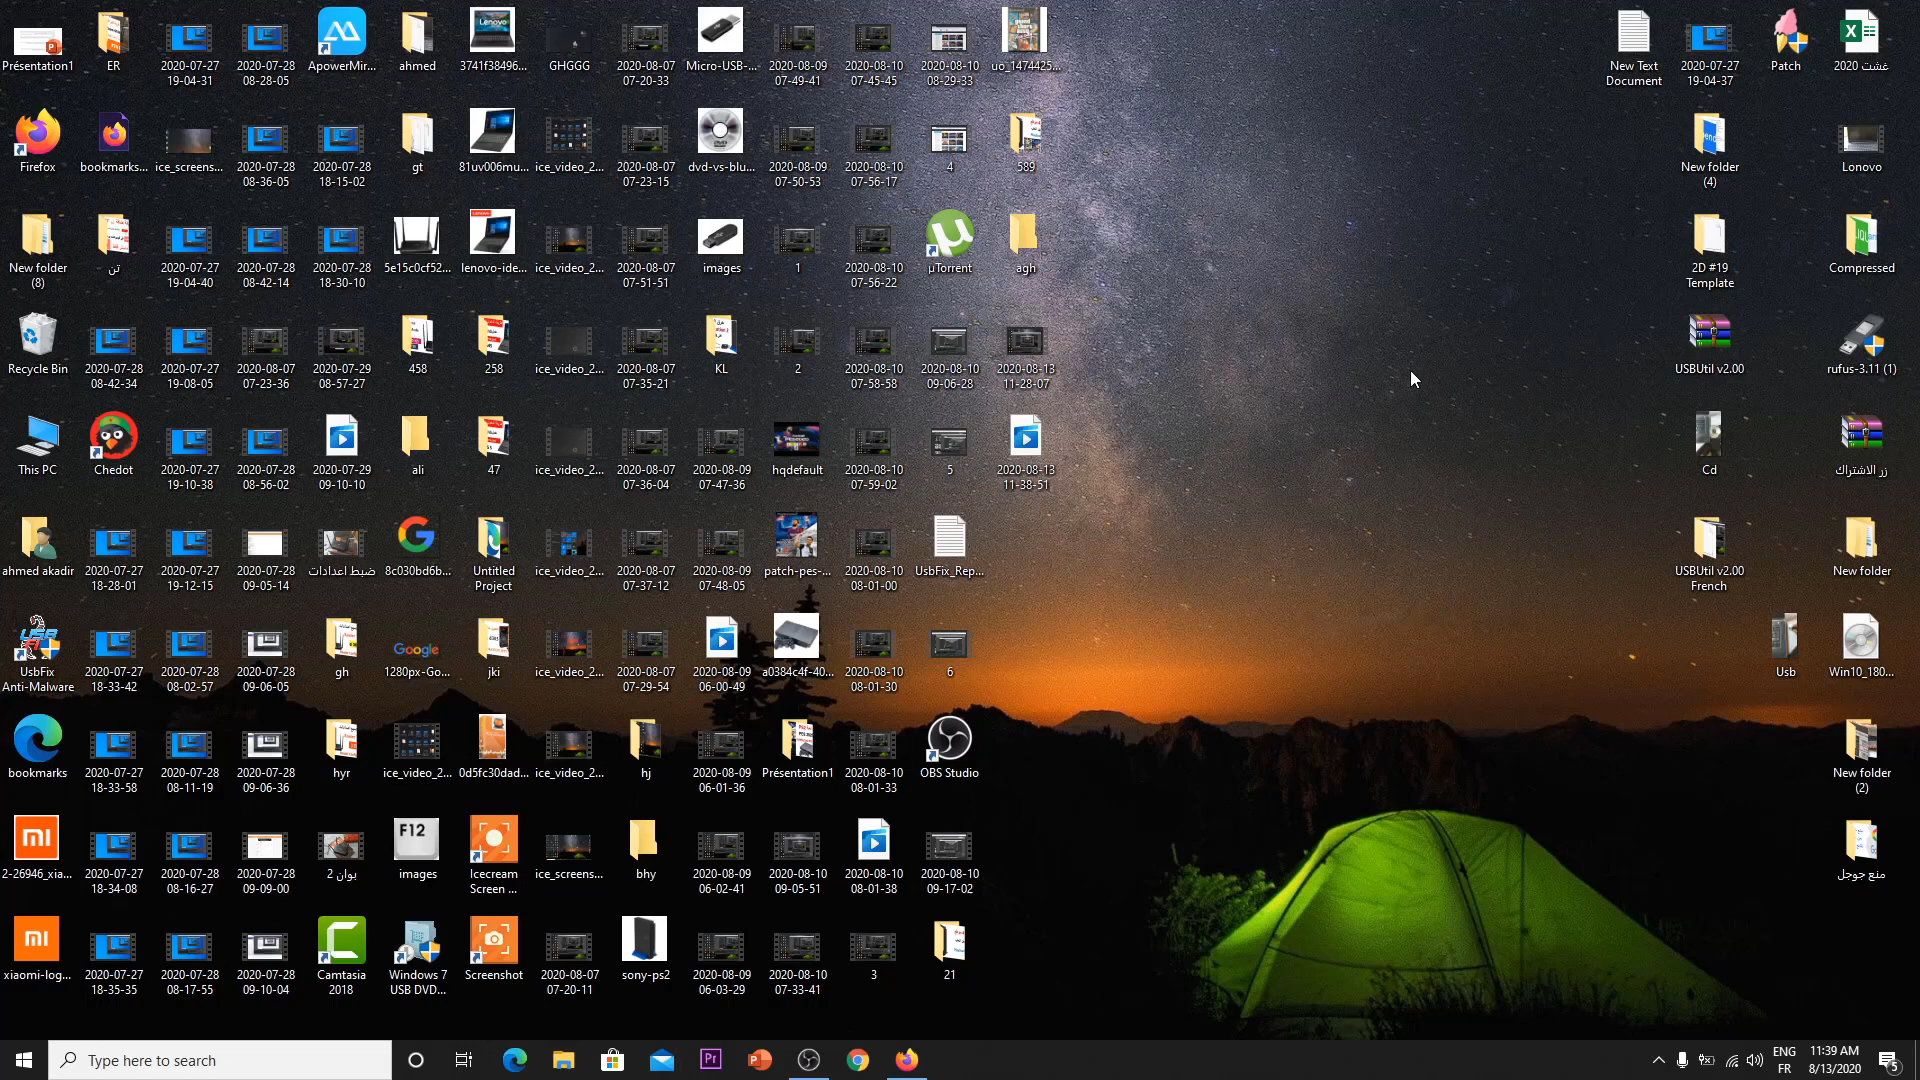 Présentation1
ER
2020-07-27
19-04-31
2020-07-28
08-28-05
ApowerMir...
ahmed
3741f38496...
GHGGG
2020-08-07
07-20-33
Micro-USB-...
2020-08-09
07-49-41
2020-08-10
07-45-45
2020-08-10
08-29-33
uo_1474425...
New Text
Document
2020-07-27
19-04-37
Patch
غشت 2020
Firefox
bookmarks...
ice_screens...
2020-07-28
08-36-05
2020-07-28
18-15-02
gt
81uv006mu...
ice_video_2...
2020-08-07
07-23-15
dvd-vs-blu...
2020-08-09
07-50-53
2020-08-10
07-56-17
4
589
New folder
(4)
Lonovo
New folder
(8)
تن
2020-07-27
19-04-40
2020-07-28
08-42-14
2020-07-28
18-30-10
5e15c0cf52...
lenovo-ide...
ice_video_2...
2020-08-07
07-51-51
images
1
2020-08-10
07-56-22
µTorrent
agh
2D #19
Template
Compressed
Recycle Bin
2020-07-28
08-42-34
2020-07-27
19-08-05
2020-08-07
07-23-36
2020-07-29
08-57-27
458
258
ice_video_2...
2020-08-07
07-35-21
KL
2
2020-08-10
07-58-58
2020-08-10
09-06-28
2020-08-13
11-28-07
USBUtil v2.00
rufus-3.11 (1)
This PC
Chedot
2020-07-27
19-10-38
2020-07-28
08-56-02
2020-07-29
09-10-10
ali
47
ice_video_2...
2020-08-07
07-36-04
2020-08-09
07-47-36
hqdefault
2020-08-10
07-59-02
5
2020-08-13
11-38-51
Cd
زر الاشتراك
ahmed akadir
2020-07-27
18-28-01
2020-07-27
19-12-15
2020-07-28
09-05-14
ضبط اعدادات
8c030bd6b...
Untitled
Project
ice_video_2...
2020-08-07
07-37-12
2020-08-09
07-48-05
patch-pes-...
2020-08-10
08-01-00
UsbFix_Rep...
USBUtil v2.00
French
New folder
UsbFix
Anti-Malware
2020-07-27
18-33-42
2020-07-28
08-02-57
2020-07-28
09-06-05
gh
Google
1280px-Go...
jki
ice_video_2...
2020-08-07
07-29-54
2020-08-09
06-00-49
a0384c4f-40...
2020-08-10
08-01-30
6
Usb
Win10_180...
bookmarks
2020-07-27
18-33-58
2020-07-28
08-11-19
2020-07-28
09-06-36
hyr
ice_video_2...
0d5fc30dad...
ice_video_2...
hj
2020-08-09
06-01-36
Présentation1
2020-08-10
08-01-33
OBS Studio
New folder
(2)
2-26946_xia...
2020-07-27
18-34-08
2020-07-28
08-16-27
2020-07-28
09-09-00
بوان 2
F12
images
Icecream
Screen ...
ice_screens...
bhy
2020-08-09
06-02-41
2020-08-10
09-05-51
2020-08-10
08-01-38
2020-08-10
09-17-02
منع جوجل
xiaomi-log...
2020-07-27
18-35-35
2020-07-28
08-17-55
2020-07-28
09-10-04
Camtasia
2018
Windows 7
USB DVD...
Screenshot
2020-08-07
07-20-11
sony-ps2
2020-08-09
06-03-29
2020-08-10
07-33-41
3
21
Type here to search
ENG
FR
11:39 AM
8/13/2020
5